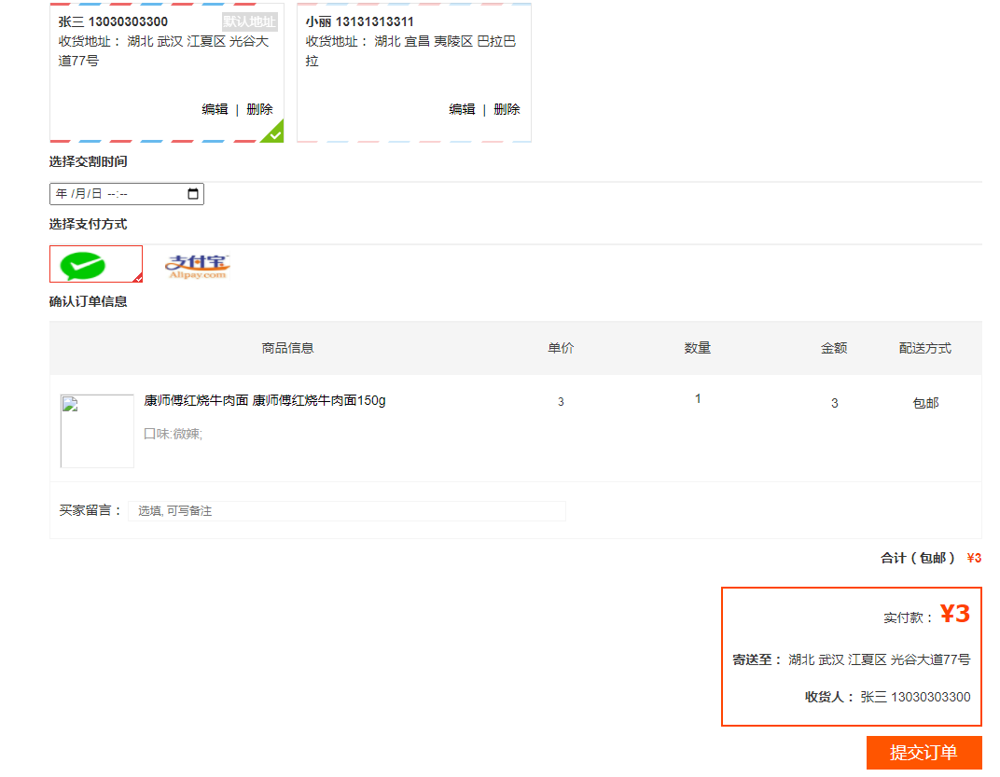 张三 13030303300 默认地址
收货地址： 湖北 武汉 江夏区 光谷大
道77号
编辑 | 删除
小丽 13131313311
收货地址： 湖北 宜昌 夷陵区 巴拉巴
拉
编辑 | 删除
选择交割时间
年 /月/日 --:--
选择支付方式
支付宝
Alipay.com
确认订单信息
商品信息 单价 数量 金额 配送方式
康师傅红烧牛肉面 康师傅红烧牛肉面150g 3 1 3 包邮
口味:微辣;
买家留言： 选填, 可写备注
合计（包邮） ¥3
实付款： ¥3
寄送至： 湖北 武汉 江夏区 光谷大道77号
收货人： 张三 13030303300
提交订单